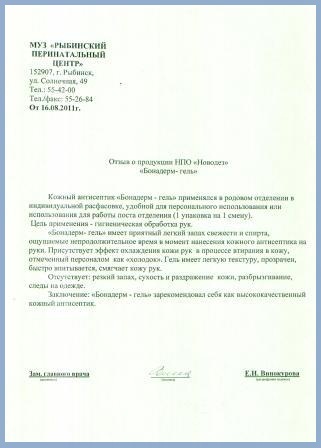 МУЗ «РЫБИНСКИЙ
ПЕРИНАТАЛЬНЫЙ
ЦЕНТР»
152907, г. Рыбинск,
ул. Солнечная, 49
Тел.: 55-42-00
Тел./факс: 55-26-84
От 16.08.2011г.
Отзыв о продукции НПО «Новодез»
«Бонадерм- гель»
Кожный антисептик «Бонадерм - гель» применялся в родовом отделении в
индивидуальной расфасовке, удобной для персонального использования или
использования для работы поста отделения (1 упаковка на 1 смену).
Цель применения - гигиеническая обработка рук.
«Бонадерм- гель» имеет приятный легкий запах свежести и спирта,
ощущаемые непродолжительное время в момент нанесения кожного антисептика на
руки. Присутствует эффект охлаждения кожи рук в процессе втирания в кожу,
отмеченный персоналом как «холодок». Гель имеет легкую текстуру, прозрачен,
быстро впитывается, смягчает кожу рук.
Отсутствует: резкий запах, сухость и раздражение кожи, разбрызгивание,
следы на одежде.
Заключение: «Бонадерм - гель» зарекомендовал себя как высококачественный
кожный антисептик.
Зам. главного врача Е.Н. Винокурова